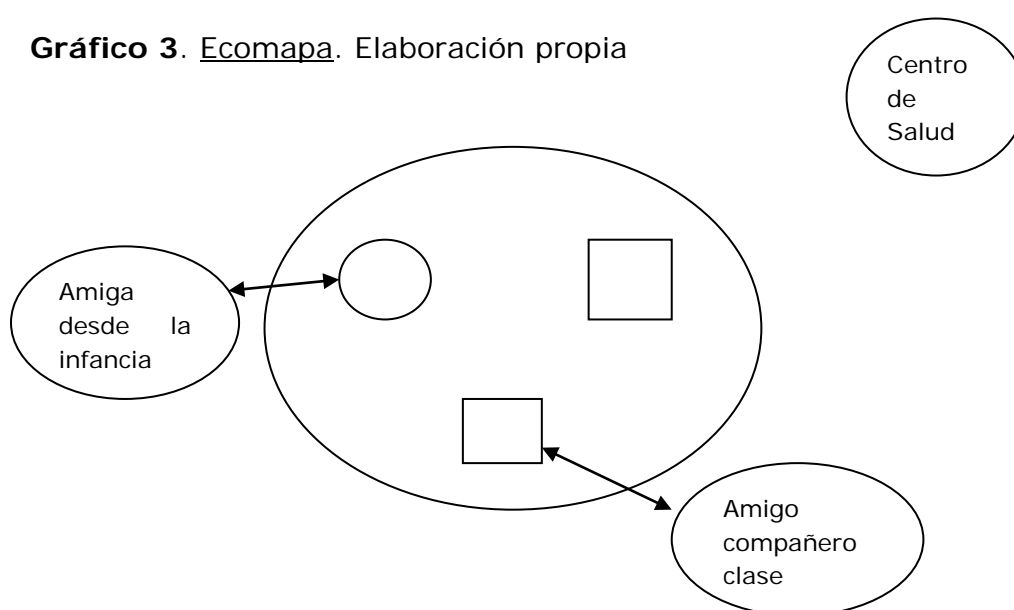 Gráfico 3. Ecomapa. Elaboración propia
Centro
de
Salud
Amiga
desde la
infancia
Amigo
compañero
clase